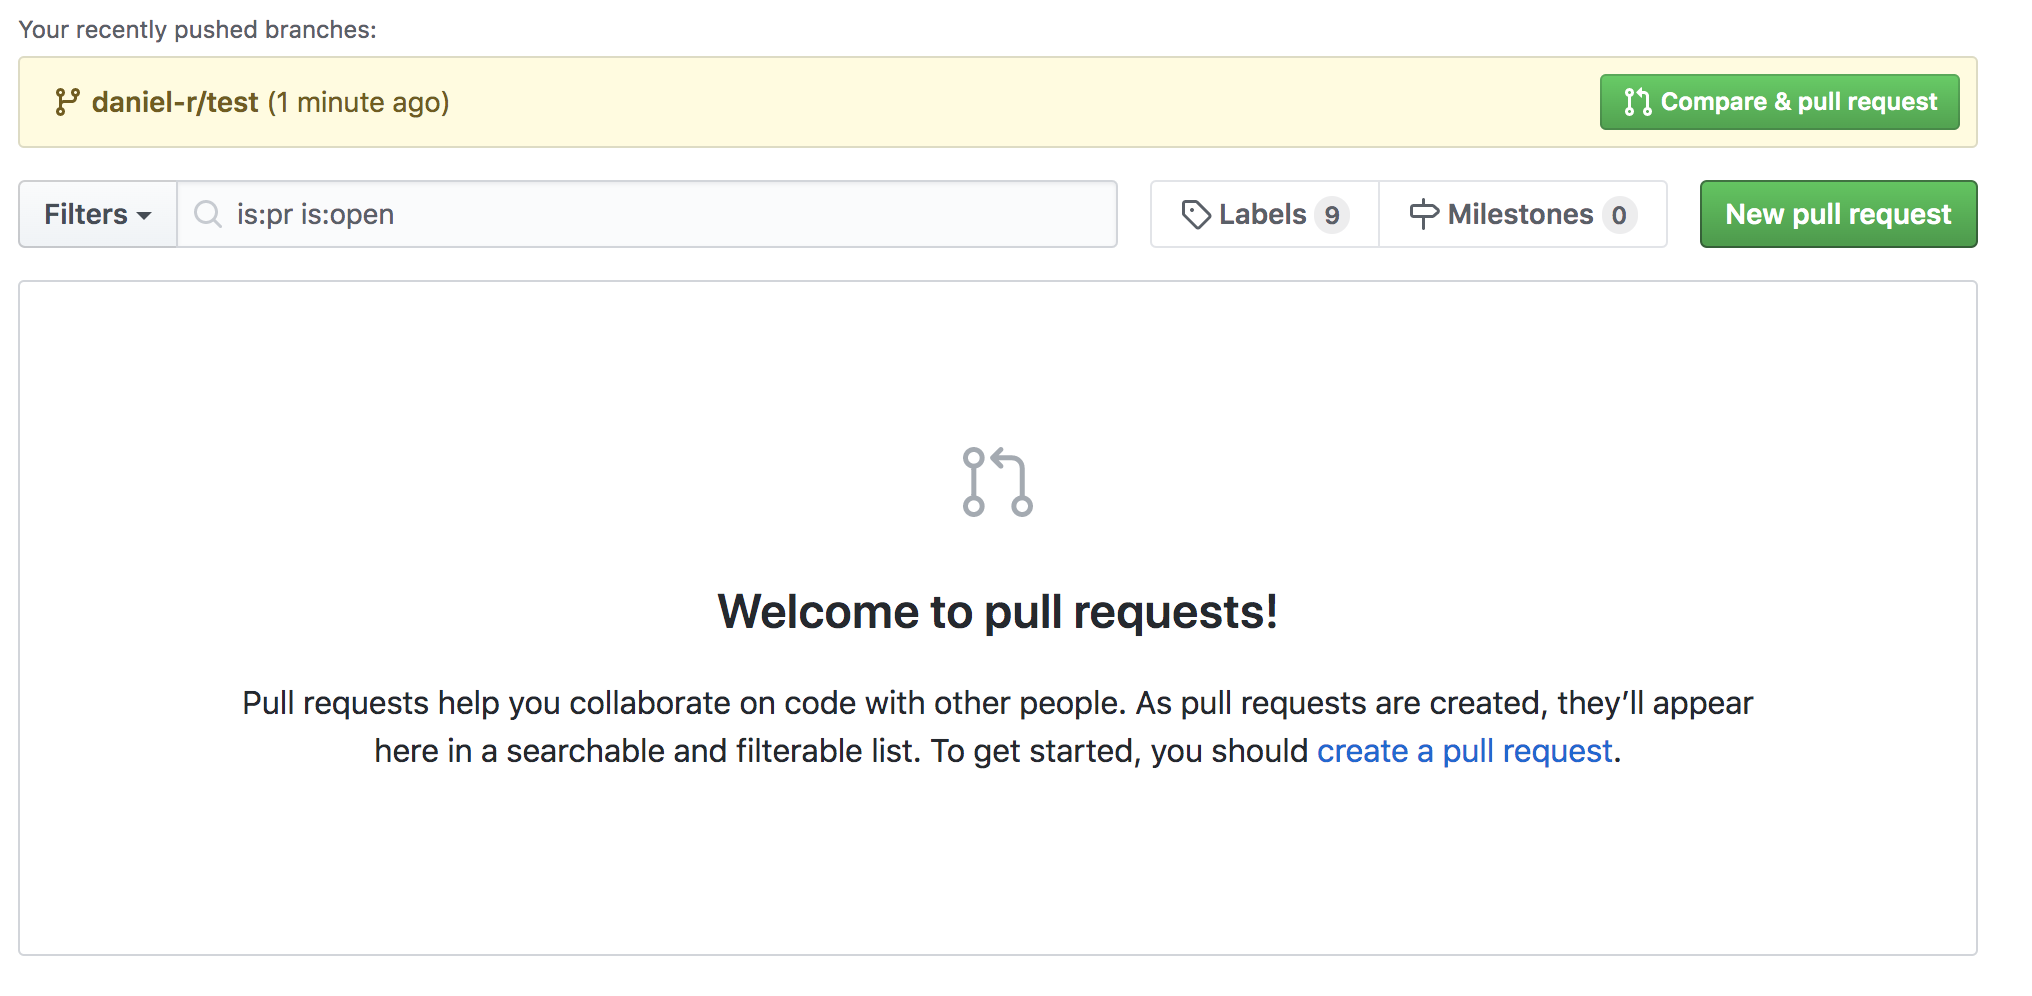 Your recently pushed branches:
daniel-r/test (1 minute ago)
Compare & pull request
Filters
is:pr is:open
Labels 9
Milestones 0
New pull request
Welcome to pull requests!
Pull requests help you collaborate on code with other people. As pull requests are created, they’ll appear
here in a searchable and filterable list. To get started, you should create a pull request.